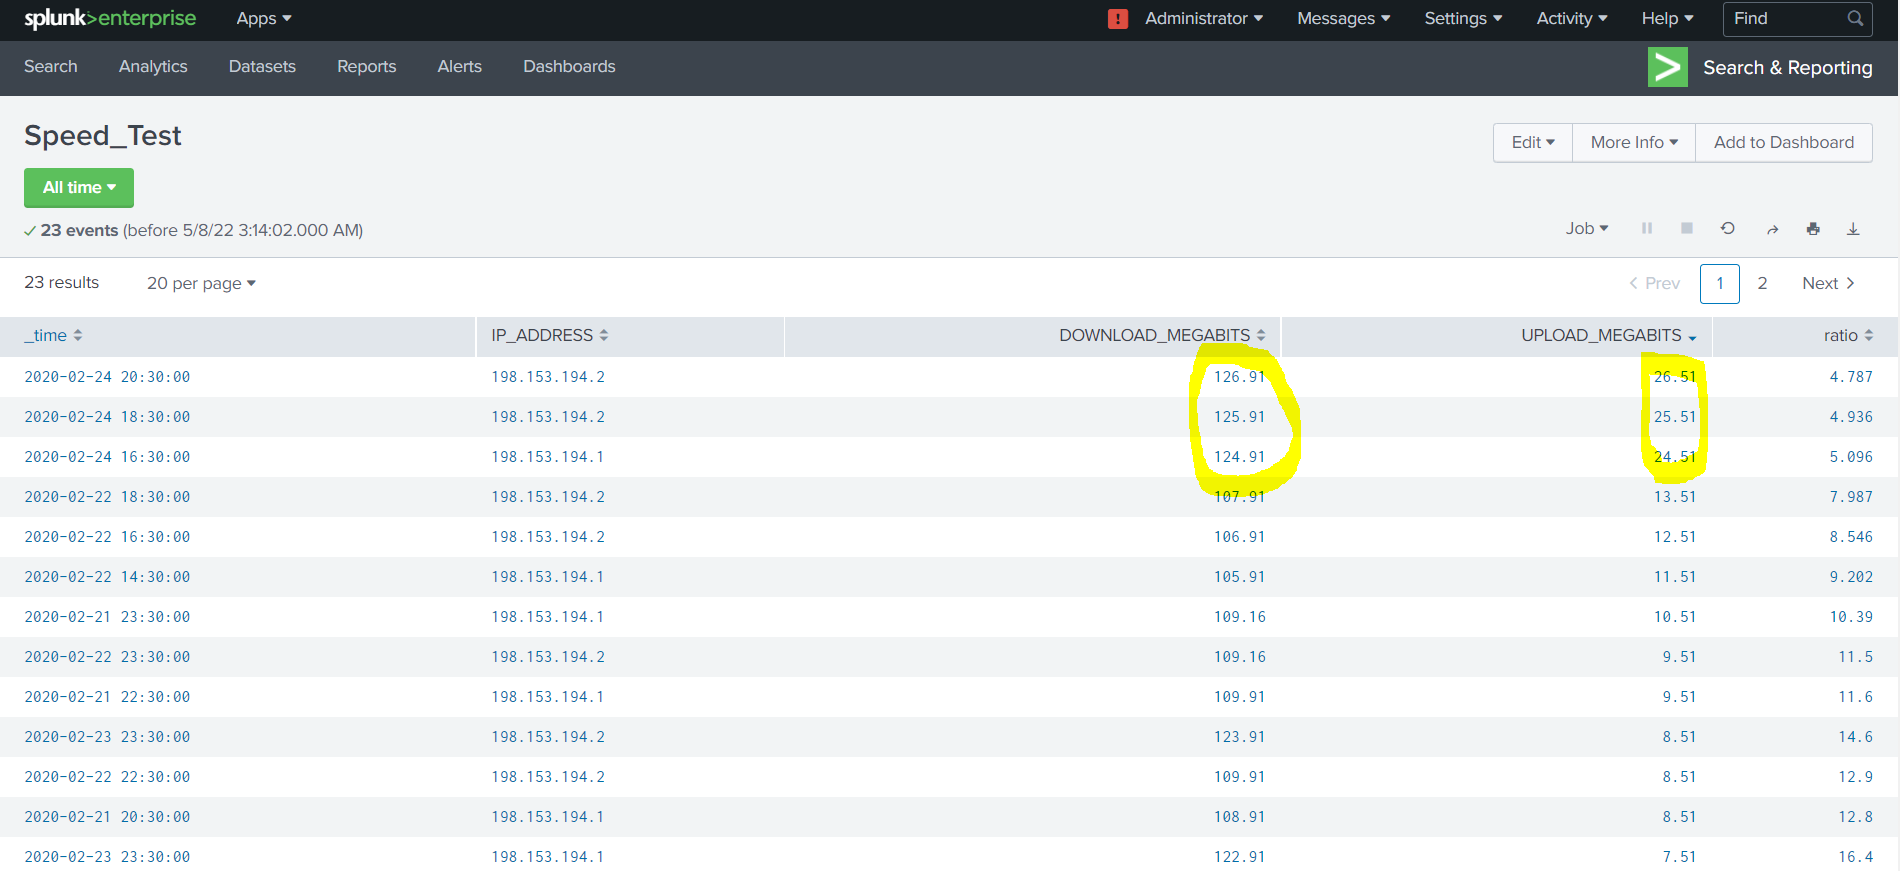 splunk>enterprise Apps Administrator Messages Settings Activity Help Find
Search Analytics Datasets Reports Alerts Dashboards Search & Reporting
Speed_Test
Edit More Info Add to Dashboard
All time
23 events (before 5/8/22 3:14:02.000 AM)
Job
23 results 20 per page Prev 1 2 Next
_time IP_ADDRESS DOWNLOAD_MEGABITS UPLOAD_MEGABITS ratio
2020-02-24 20:30:00 198.153.194.2 126.91 26.51 4.787
2020-02-24 18:30:00 198.153.194.2 125.91 25.51 4.936
2020-02-24 16:30:00 198.153.194.1 124.91 24.51 5.096
2020-02-22 18:30:00 198.153.194.2 107.91 13.51 7.987
2020-02-22 16:30:00 198.153.194.2 106.91 12.51 8.546
2020-02-22 14:30:00 198.153.194.1 105.91 11.51 9.202
2020-02-21 23:30:00 198.153.194.1 109.16 10.51 10.39
2020-02-22 23:30:00 198.153.194.2 109.16 9.51 11.5
2020-02-21 22:30:00 198.153.194.1 109.91 9.51 11.6
2020-02-23 23:30:00 198.153.194.2 123.91 8.51 14.6
2020-02-22 22:30:00 198.153.194.2 109.91 8.51 12.9
2020-02-21 20:30:00 198.153.194.1 108.91 8.51 12.8
2020-02-23 23:30:00 198.153.194.1 122.91 7.51 16.4